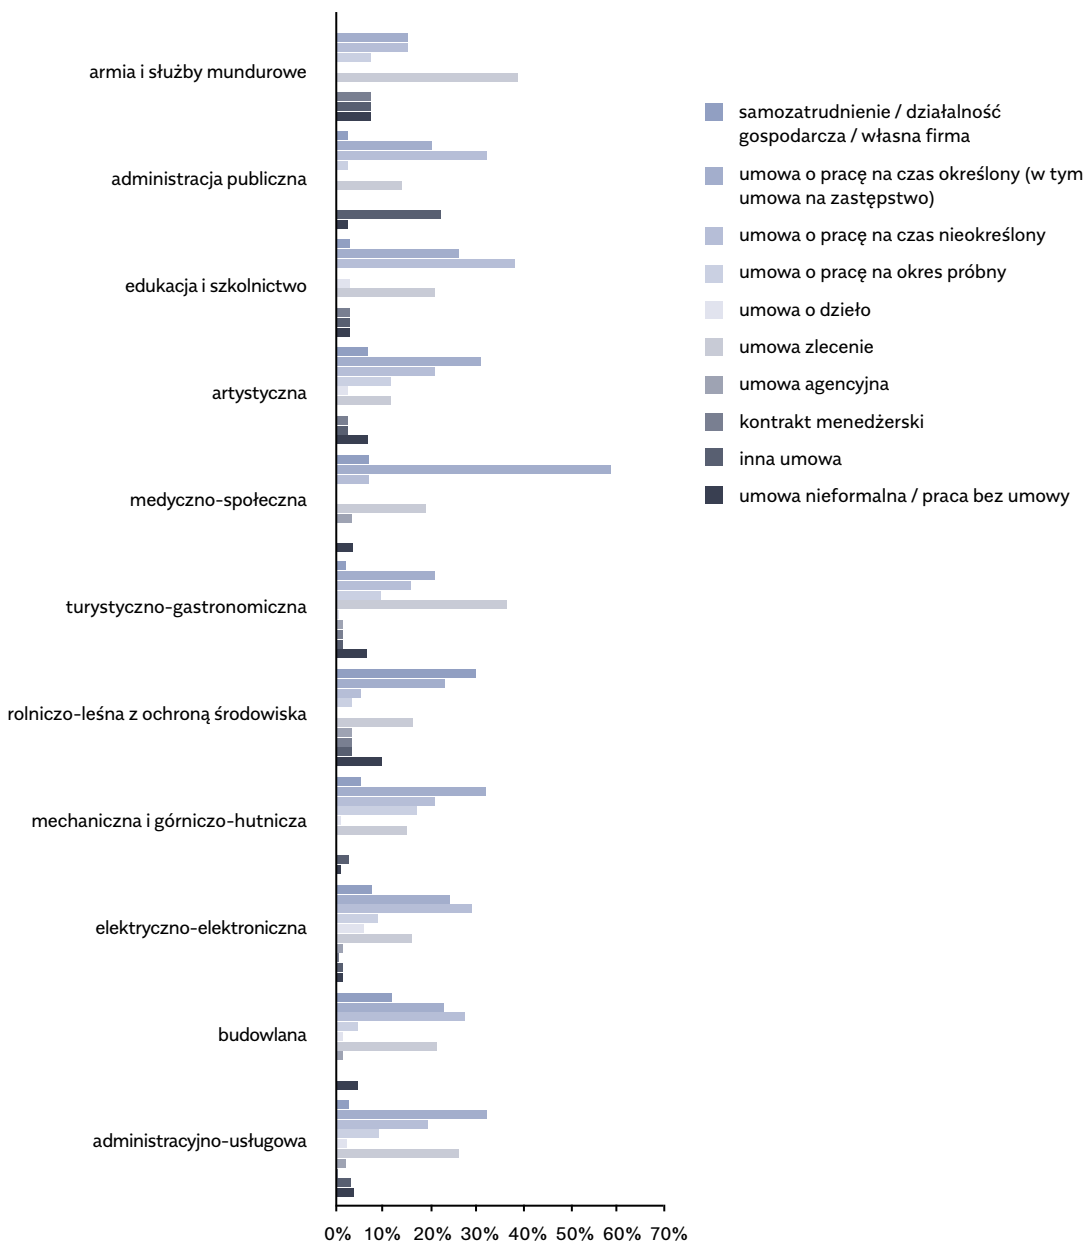 armia i służby mundurowe
administracja publiczna
edukacja i szkolnictwo
artystyczna
medyczno-społeczna
turystyczno-gastronomiczna
rolniczo-leśna z ochroną środowiska
mechaniczna i górniczo-hutnicza
elektryczno-elektroniczna
budowlana
administracyjno-usługowa
0% 10% 20% 30% 40% 50% 60% 70%
samozatrudnienie / działalność
gospodarcza / własna firma
umowa o pracę na czas określony (w tym
umowa na zastępstwo)
umowa o pracę na czas nieokreślony
umowa o pracę na okres próbny
umowa o dzieło
umowa zlecenie
umowa agencyjna
kontrakt menedżerski
inna umowa
umowa nieformalna / praca bez umowy